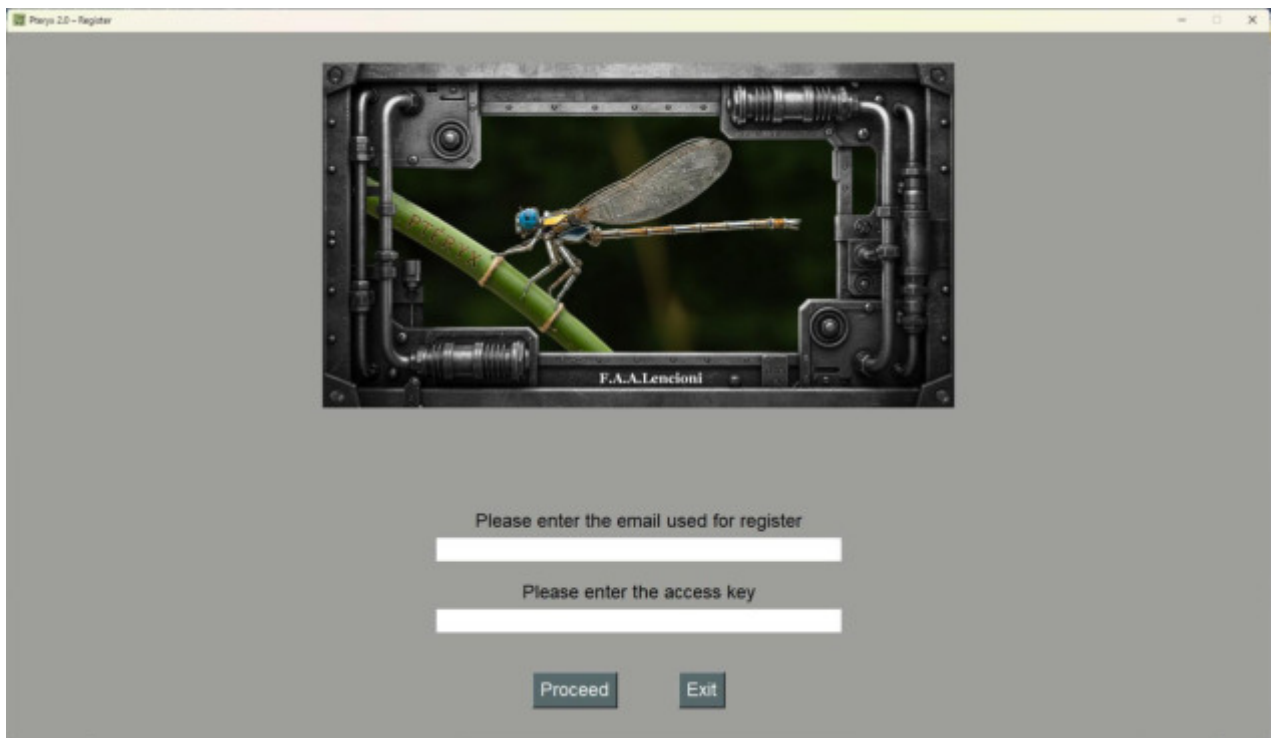 Pteryx 2.0 – Register
PTERYX
F.A.A.Lencioni
Please enter the email used for register
Please enter the access key
Proceed
Exit